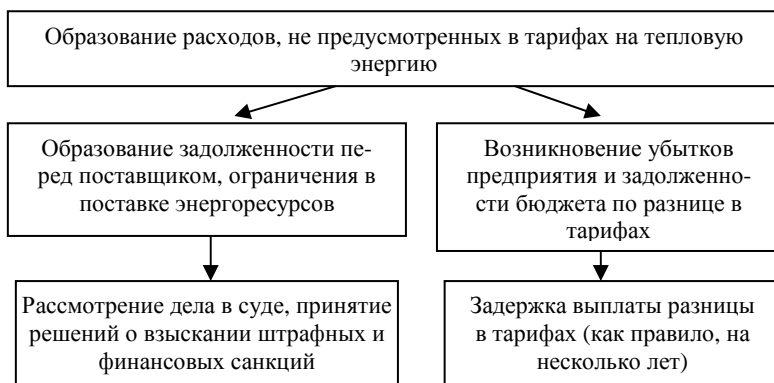 Образование расходов, не предусмотренных в тарифах на тепловую
энергию
Образование задолженности пе-
ред поставщиком, ограничения в
поставке энергоресурсов
Возникновение убытков
предприятия и задолженно-
сти бюджета по разнице в
тарифах
Рассмотрение дела в суде, принятие
решений о взыскании штрафных и
финансовых санкций
Задержка выплаты разницы
в тарифах (как правило, на
несколько лет)